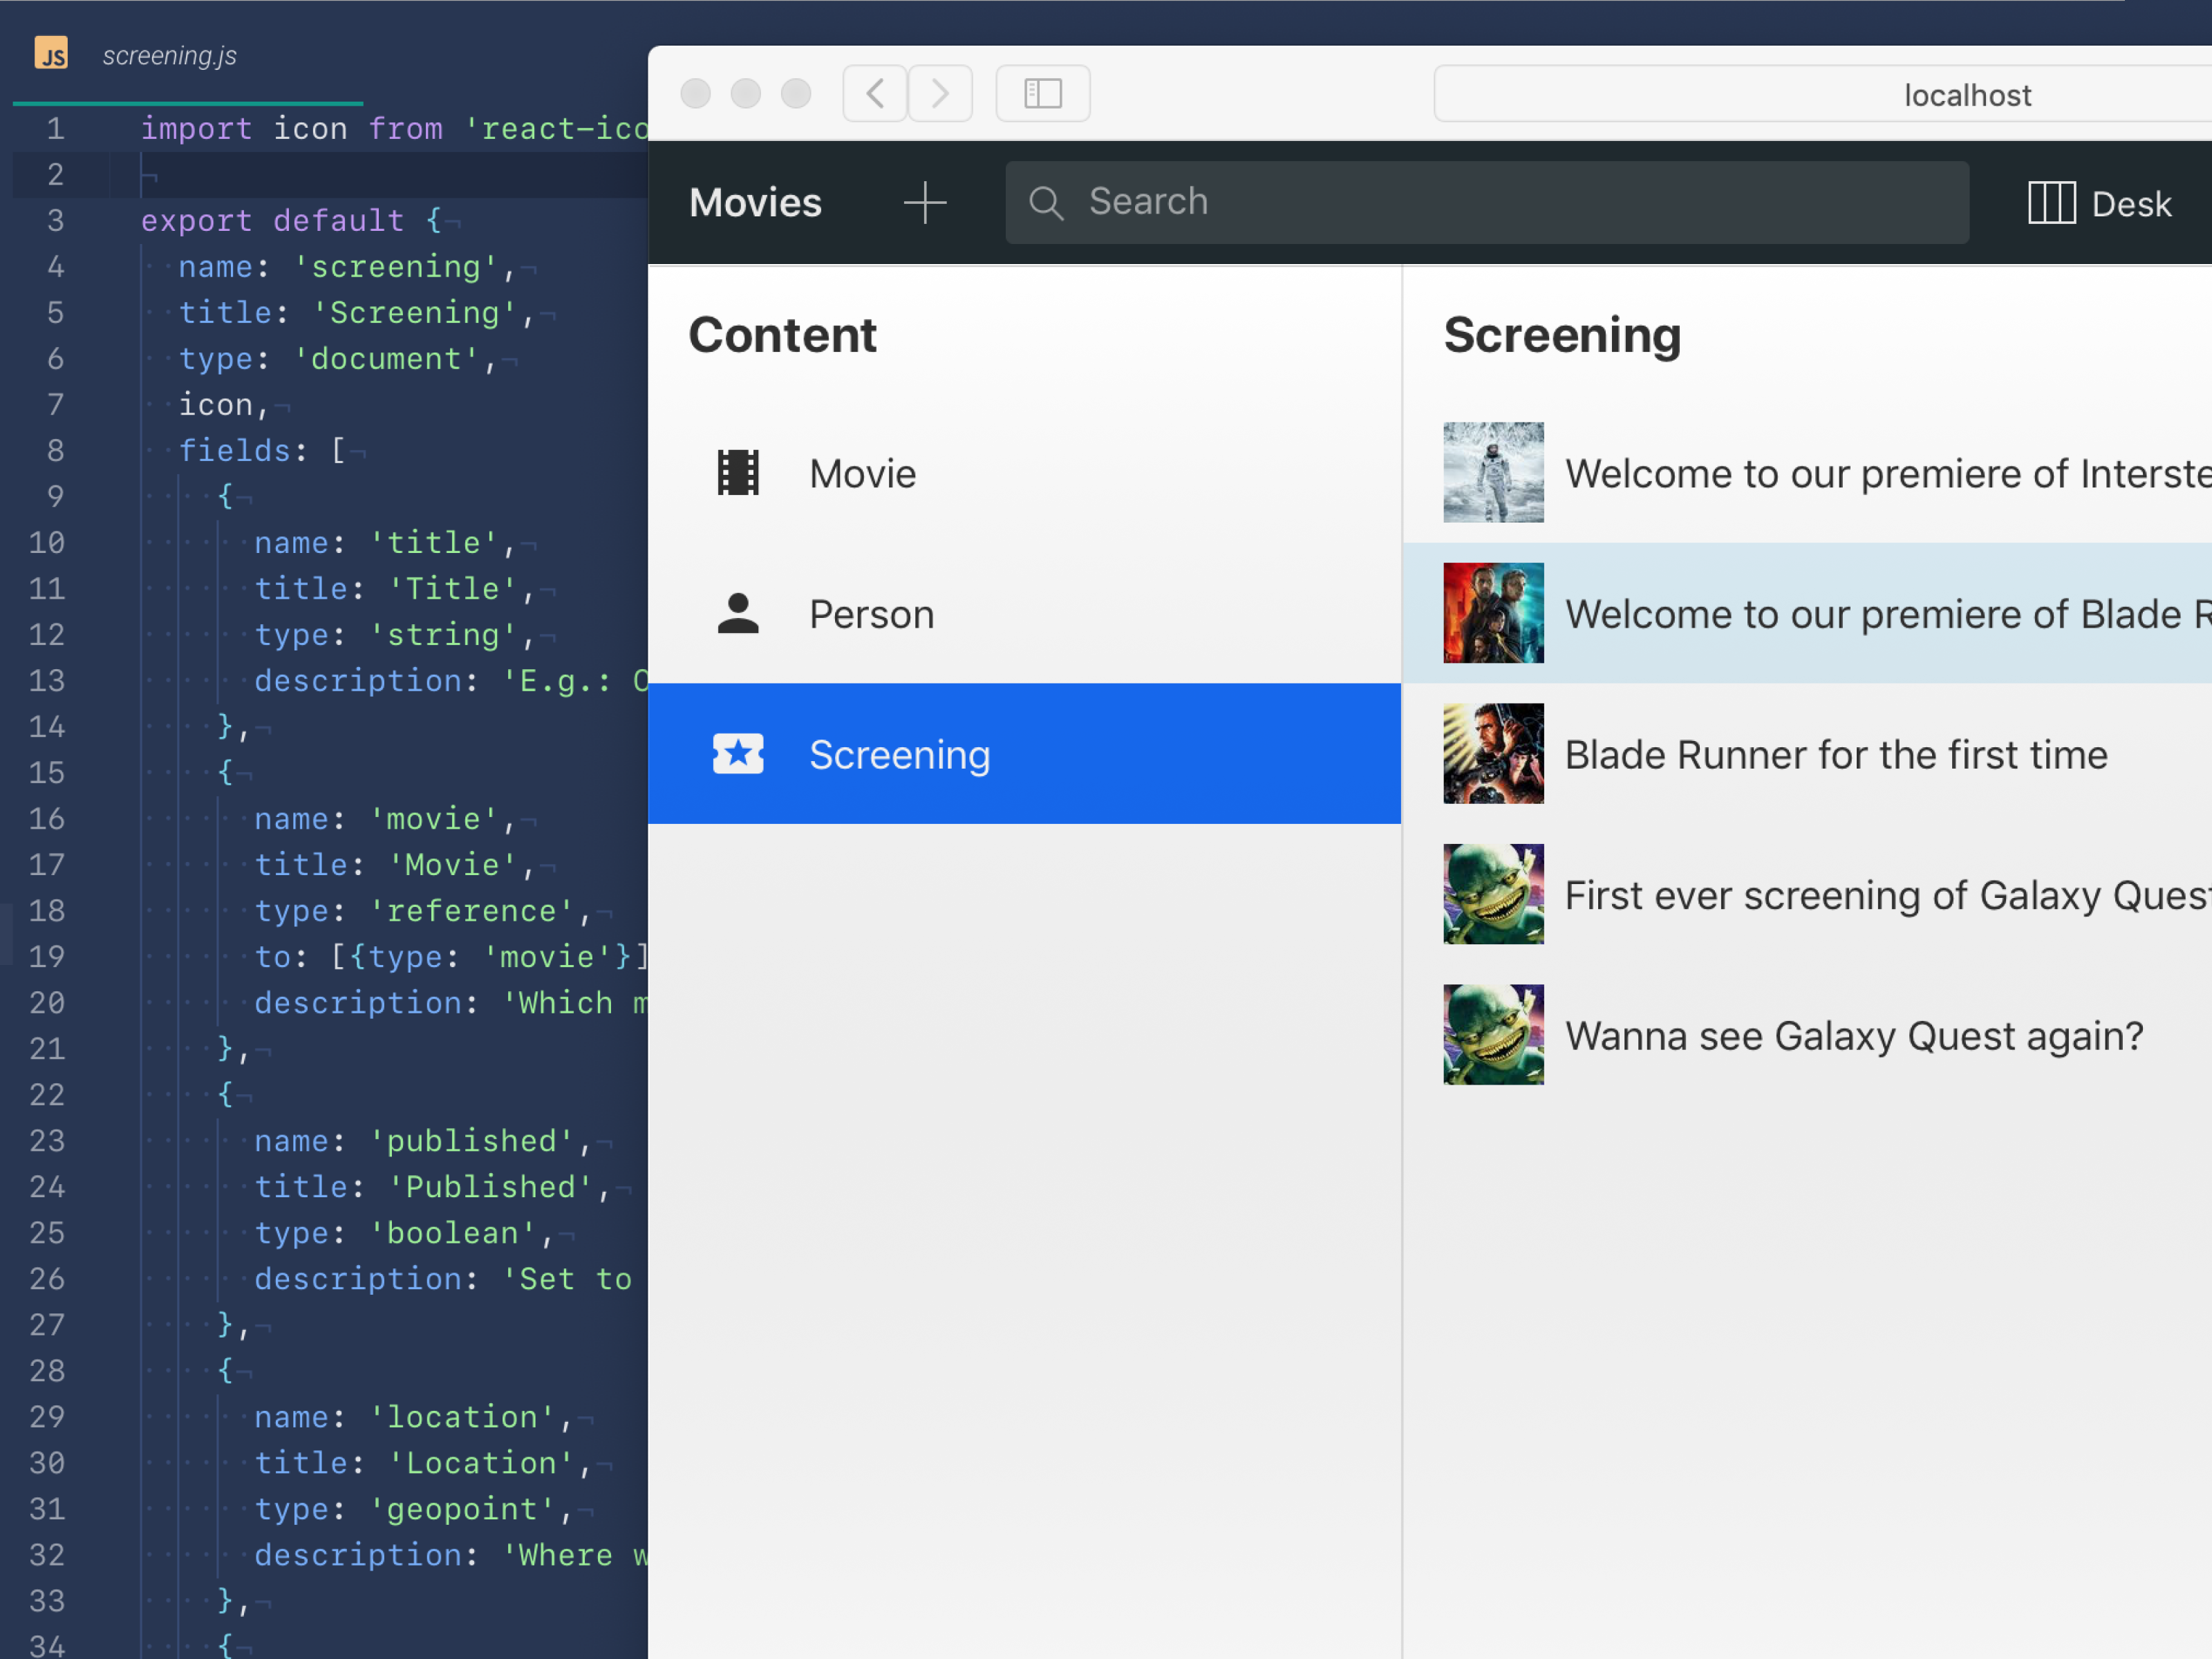 JS screening.js
1 import icon from 'react-ico
2
3 export default {
4 name: 'screening',
5 title: 'Screening',
6 type: 'document',
7 icon,
8 fields: [
9 {
10 name: 'title',
11 title: 'Title',
12 type: 'string',
13 description: 'E.g.:
14 },
15 {
16 name: 'movie',
17 title: 'Movie',
18 type: 'reference',
19 to: [{type: 'movie'}]
20 description: 'Which m
21 },
22 {
23 name: 'published',
24 title: 'Published',
25 type: 'boolean',
26 description: 'Set to
27 },
28 {
29 name: 'location',
30 title: 'Location',
31 type: 'geopoint',
32 description: 'Where w
33 },
34 {
localhost
Movies
Search
Desk
Content
Movie
Person
Screening
Screening
Welcome to our premiere of Interste
Welcome to our premiere of Blade R
Blade Runner for the first time
First ever screening of Galaxy Quest
Wanna see Galaxy Quest again?